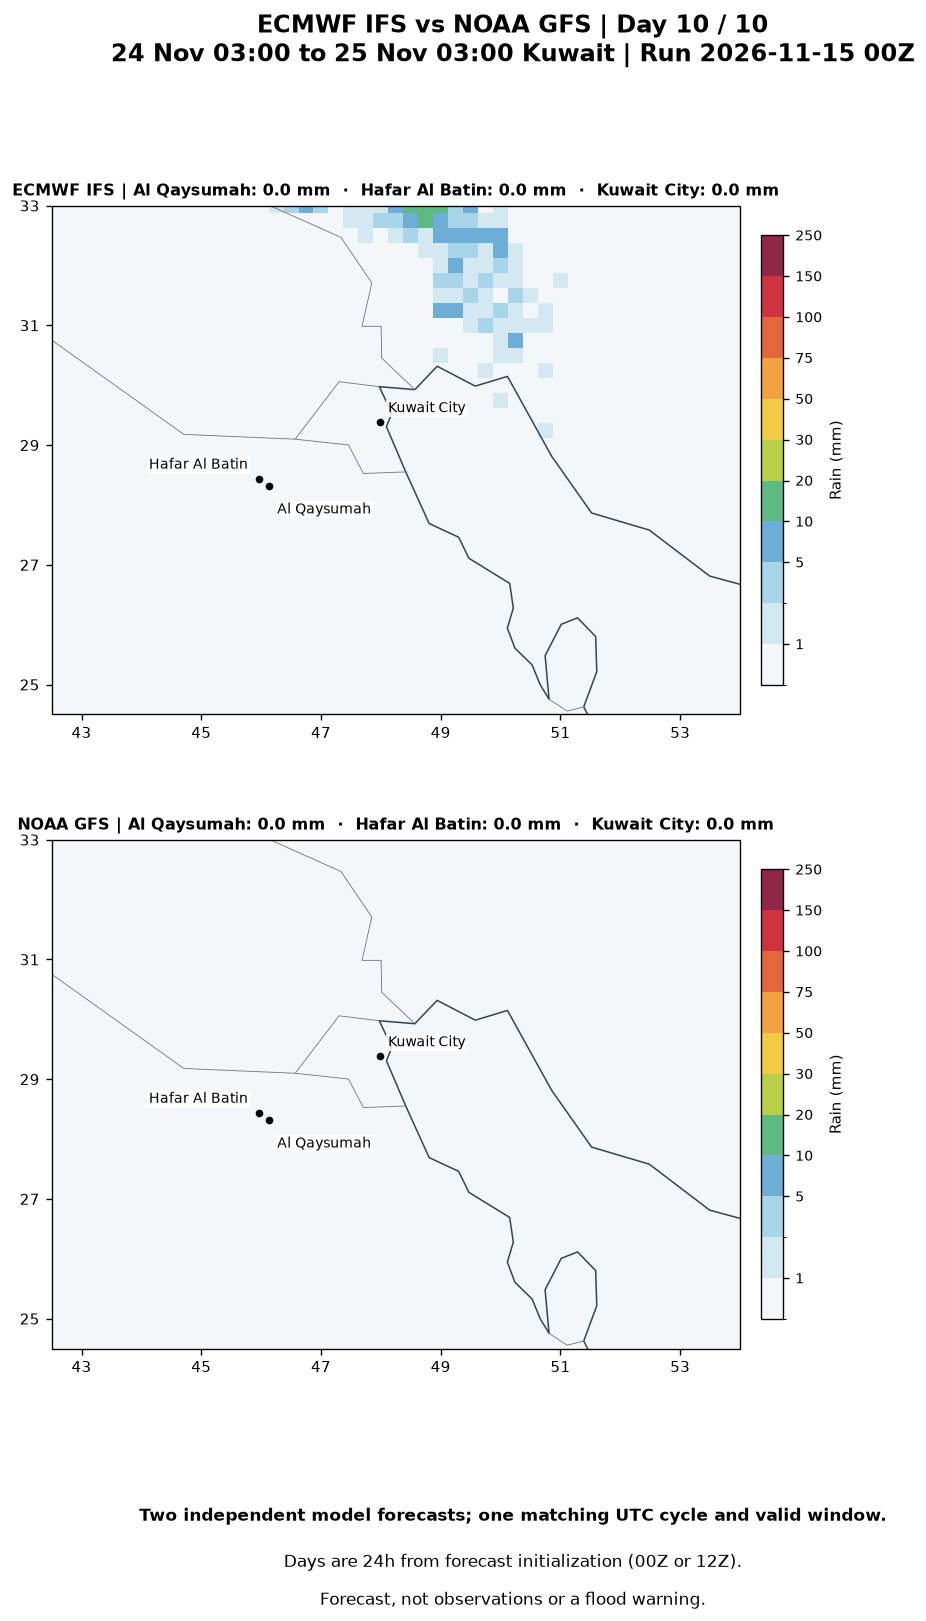 ECMWF IFS vs NOAA GFS | Day 10 / 10
24 Nov 03:00 to 25 Nov 03:00 Kuwait | Run 2026-11-15 00Z
ECMWF IFS | Al Qaysumah: 0.0 mm · Hafar Al Batin: 0.0 mm · Kuwait City: 0.0 mm
33
31
29
27
25
Kuwait City
Hafar Al Batin
Al Qaysumah
43 45 47 49 51 53
250
150
100
75
50
30
20
10
5
1
Rain (mm)
NOAA GFS | Al Qaysumah: 0.0 mm · Hafar Al Batin: 0.0 mm · Kuwait City: 0.0 mm
33
31
29
27
25
Kuwait City
Hafar Al Batin
Al Qaysumah
43 45 47 49 51 53
250
150
100
75
50
30
20
10
5
1
Rain (mm)
Two independent model forecasts; one matching UTC cycle and valid window.
Days are 24h from forecast initialization (00Z or 12Z).
Forecast, not observations or a flood warning.